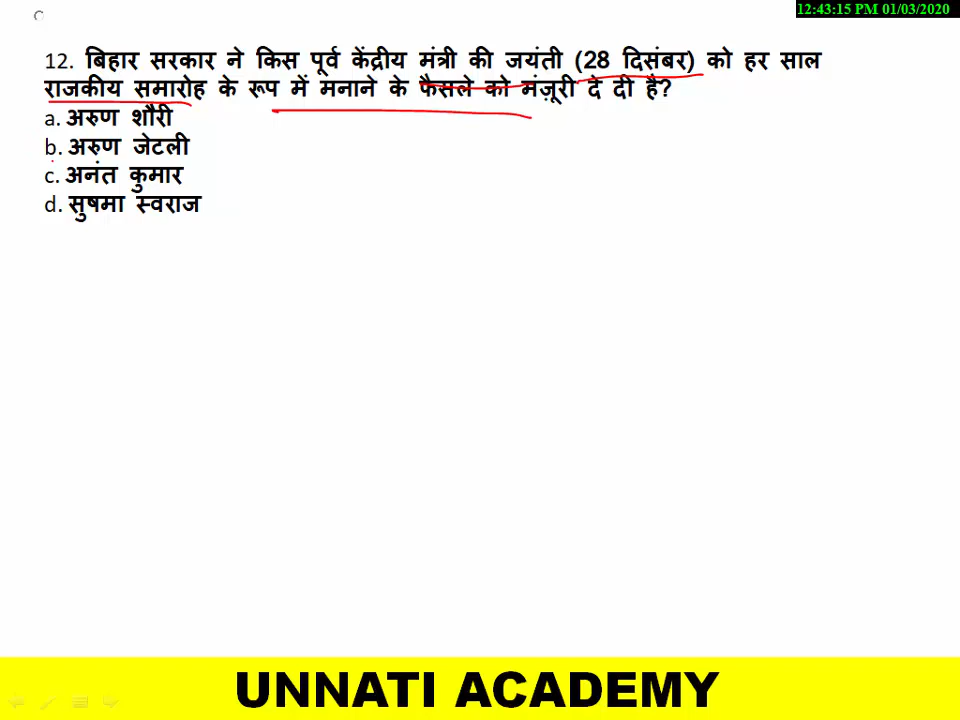 12:43:15 PM 01/03/2020
12. बिहार सरकार ने किस पूर्व केंद्रीय मंत्री की जयंती (28 दिसंबर) को हर साल
राजकीय समारोह के रूप में मनाने के फैसले को मंज़ूरी दे दी है?
a. अरुण शौरी
b. अरुण जेटली
c. अनंत कुमार
d. सुषमा स्वराज
UNNATI ACADEMY